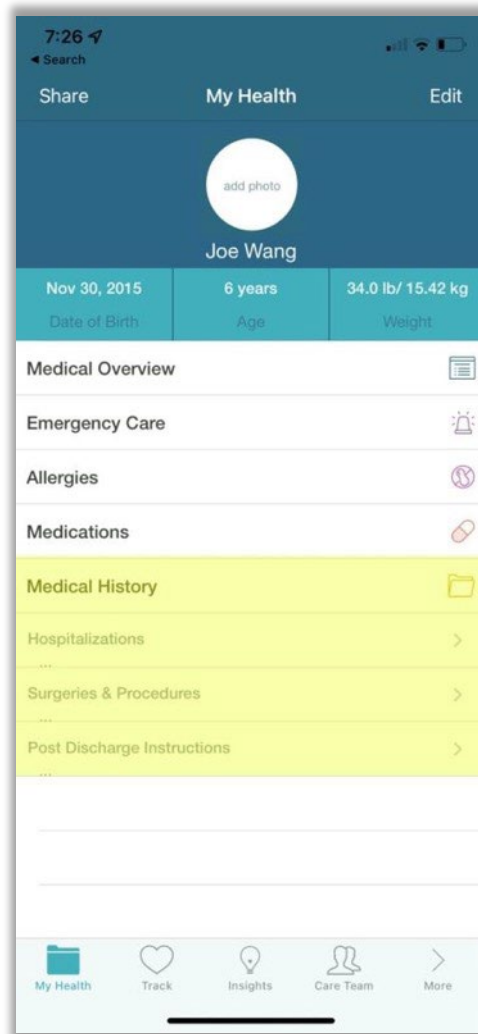 7:26
◀ Search
Share My Health Edit
add photo
Joe Wang
Nov 30, 2015 6 years 34.0 lb/ 15.42 kg
Date of Birth Age Weight
Medical Overview
Emergency Care
Allergies
Medications
Medical History
Hospitalizations
...
Surgeries & Procedures
...
Post Discharge Instructions
...
My Health Track Insights Care Team More